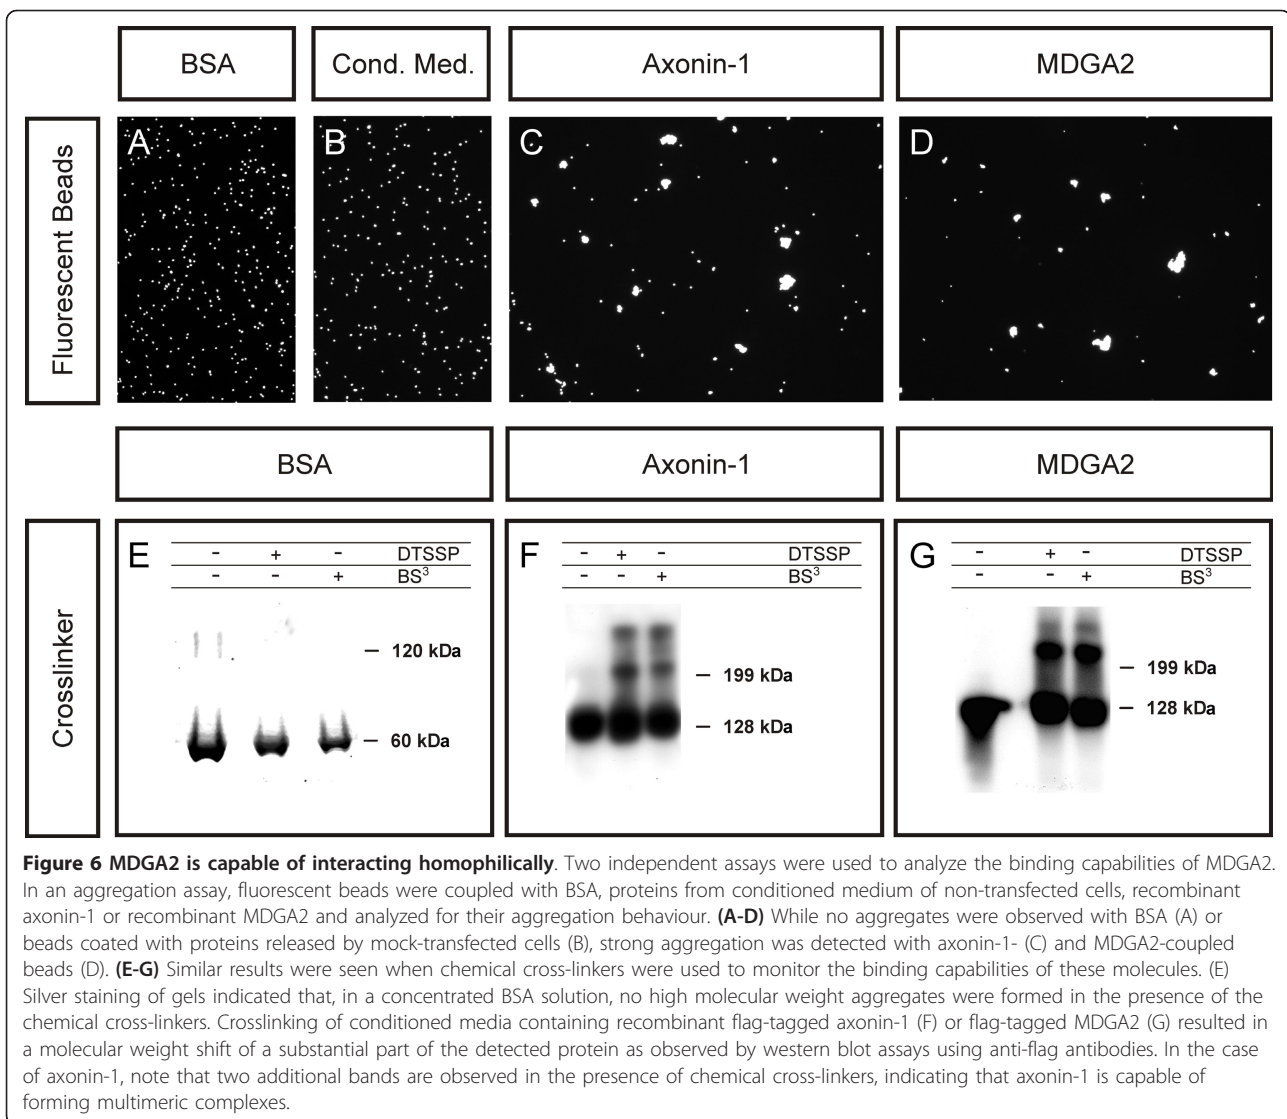 BSA Cond. Med. Axonin-1 MDGA2
Fluorescent Beads
A B C D
BSA Axonin-1 MDGA2
Crosslinker
E
- + - DTSSP
- - + BS³
– 120 kDa
– 60 kDa
F
- + - DTSSP
- - + BS³
– 199 kDa
– 128 kDa
G
- + - DTSSP
- - + BS³
– 199 kDa
– 128 kDa
Figure 6 MDGA2 is capable of interacting homophilically. Two independent assays were used to analyze the binding capabilities of MDGA2.
In an aggregation assay, fluorescent beads were coupled with BSA, proteins from conditioned medium of non-transfected cells, recombinant
axonin-1 or recombinant MDGA2 and analyzed for their aggregation behaviour. (A-D) While no aggregates were observed with BSA (A) or
beads coated with proteins released by mock-transfected cells (B), strong aggregation was detected with axonin-1- (C) and MDGA2-coupled
beads (D). (E-G) Similar results were seen when chemical cross-linkers were used to monitor the binding capabilities of these molecules. (E)
Silver staining of gels indicated that, in a concentrated BSA solution, no high molecular weight aggregates were formed in the presence of the
chemical cross-linkers. Crosslinking of conditioned media containing recombinant flag-tagged axonin-1 (F) or flag-tagged MDGA2 (G) resulted in
a molecular weight shift of a substantial part of the detected protein as observed by western blot assays using anti-flag antibodies. In the case
of axonin-1, note that two additional bands are observed in the presence of chemical cross-linkers, indicating that axonin-1 is capable of
forming multimeric complexes.